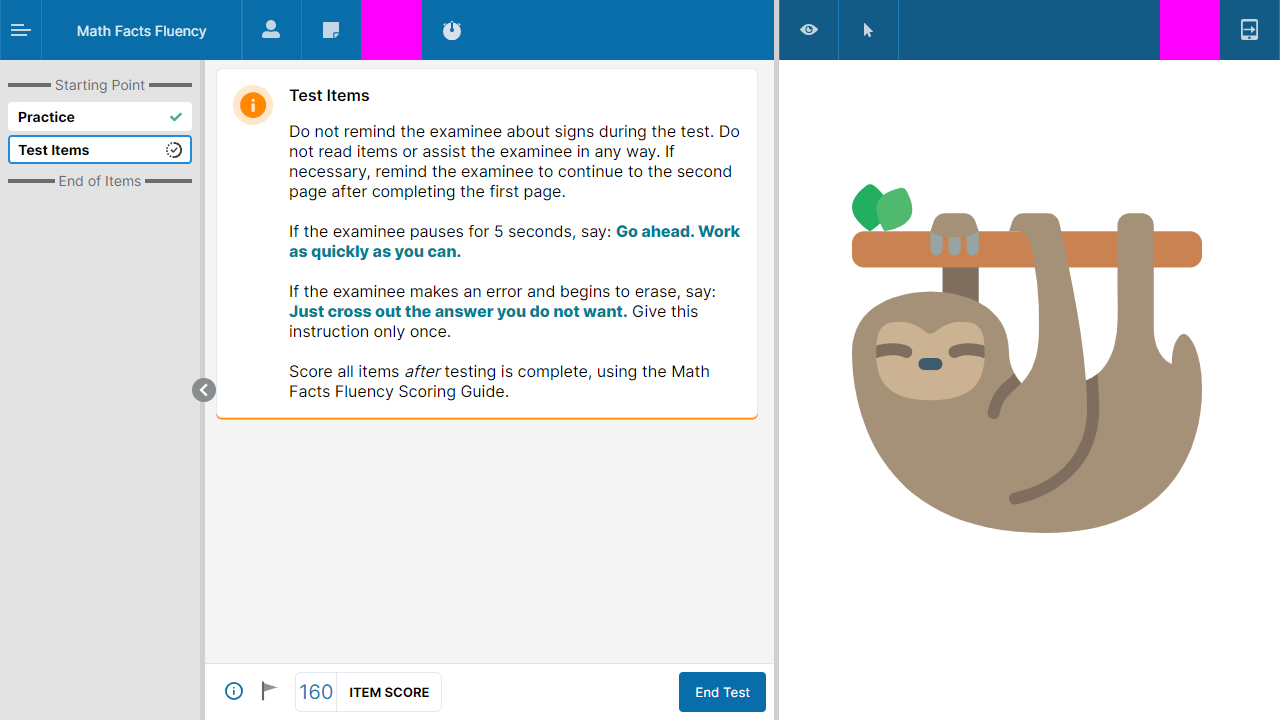 Math Facts Fluency
Starting Point
Practice
Test Items
End of Items
Test Items
Do not remind the examinee about signs during the test. Do
not read items or assist the examinee in any way. If
necessary, remind the examinee to continue to the second
page after completing the first page.
If the examinee pauses for 5 seconds, say: Go ahead. Work
as quickly as you can.
If the examinee makes an error and begins to erase, say:
Just cross out the answer you do not want. Give this
instruction only once.
Score all items after testing is complete, using the Math
Facts Fluency Scoring Guide.
160 ITEM SCORE
End Test